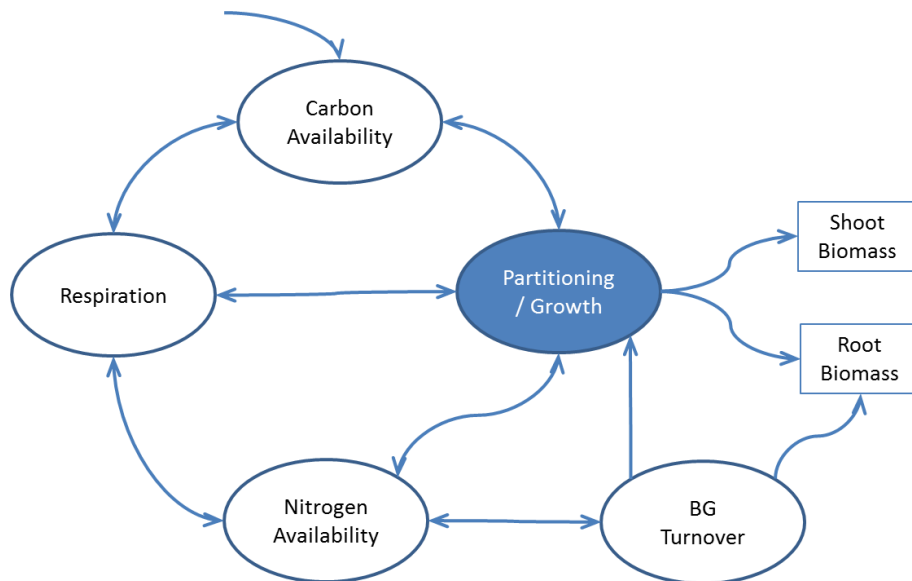 Carbon
Availability
Respiration
Partitioning
/ Growth
Shoot
Biomass
Root
Biomass
Nitrogen
Availability
BG
Turnover